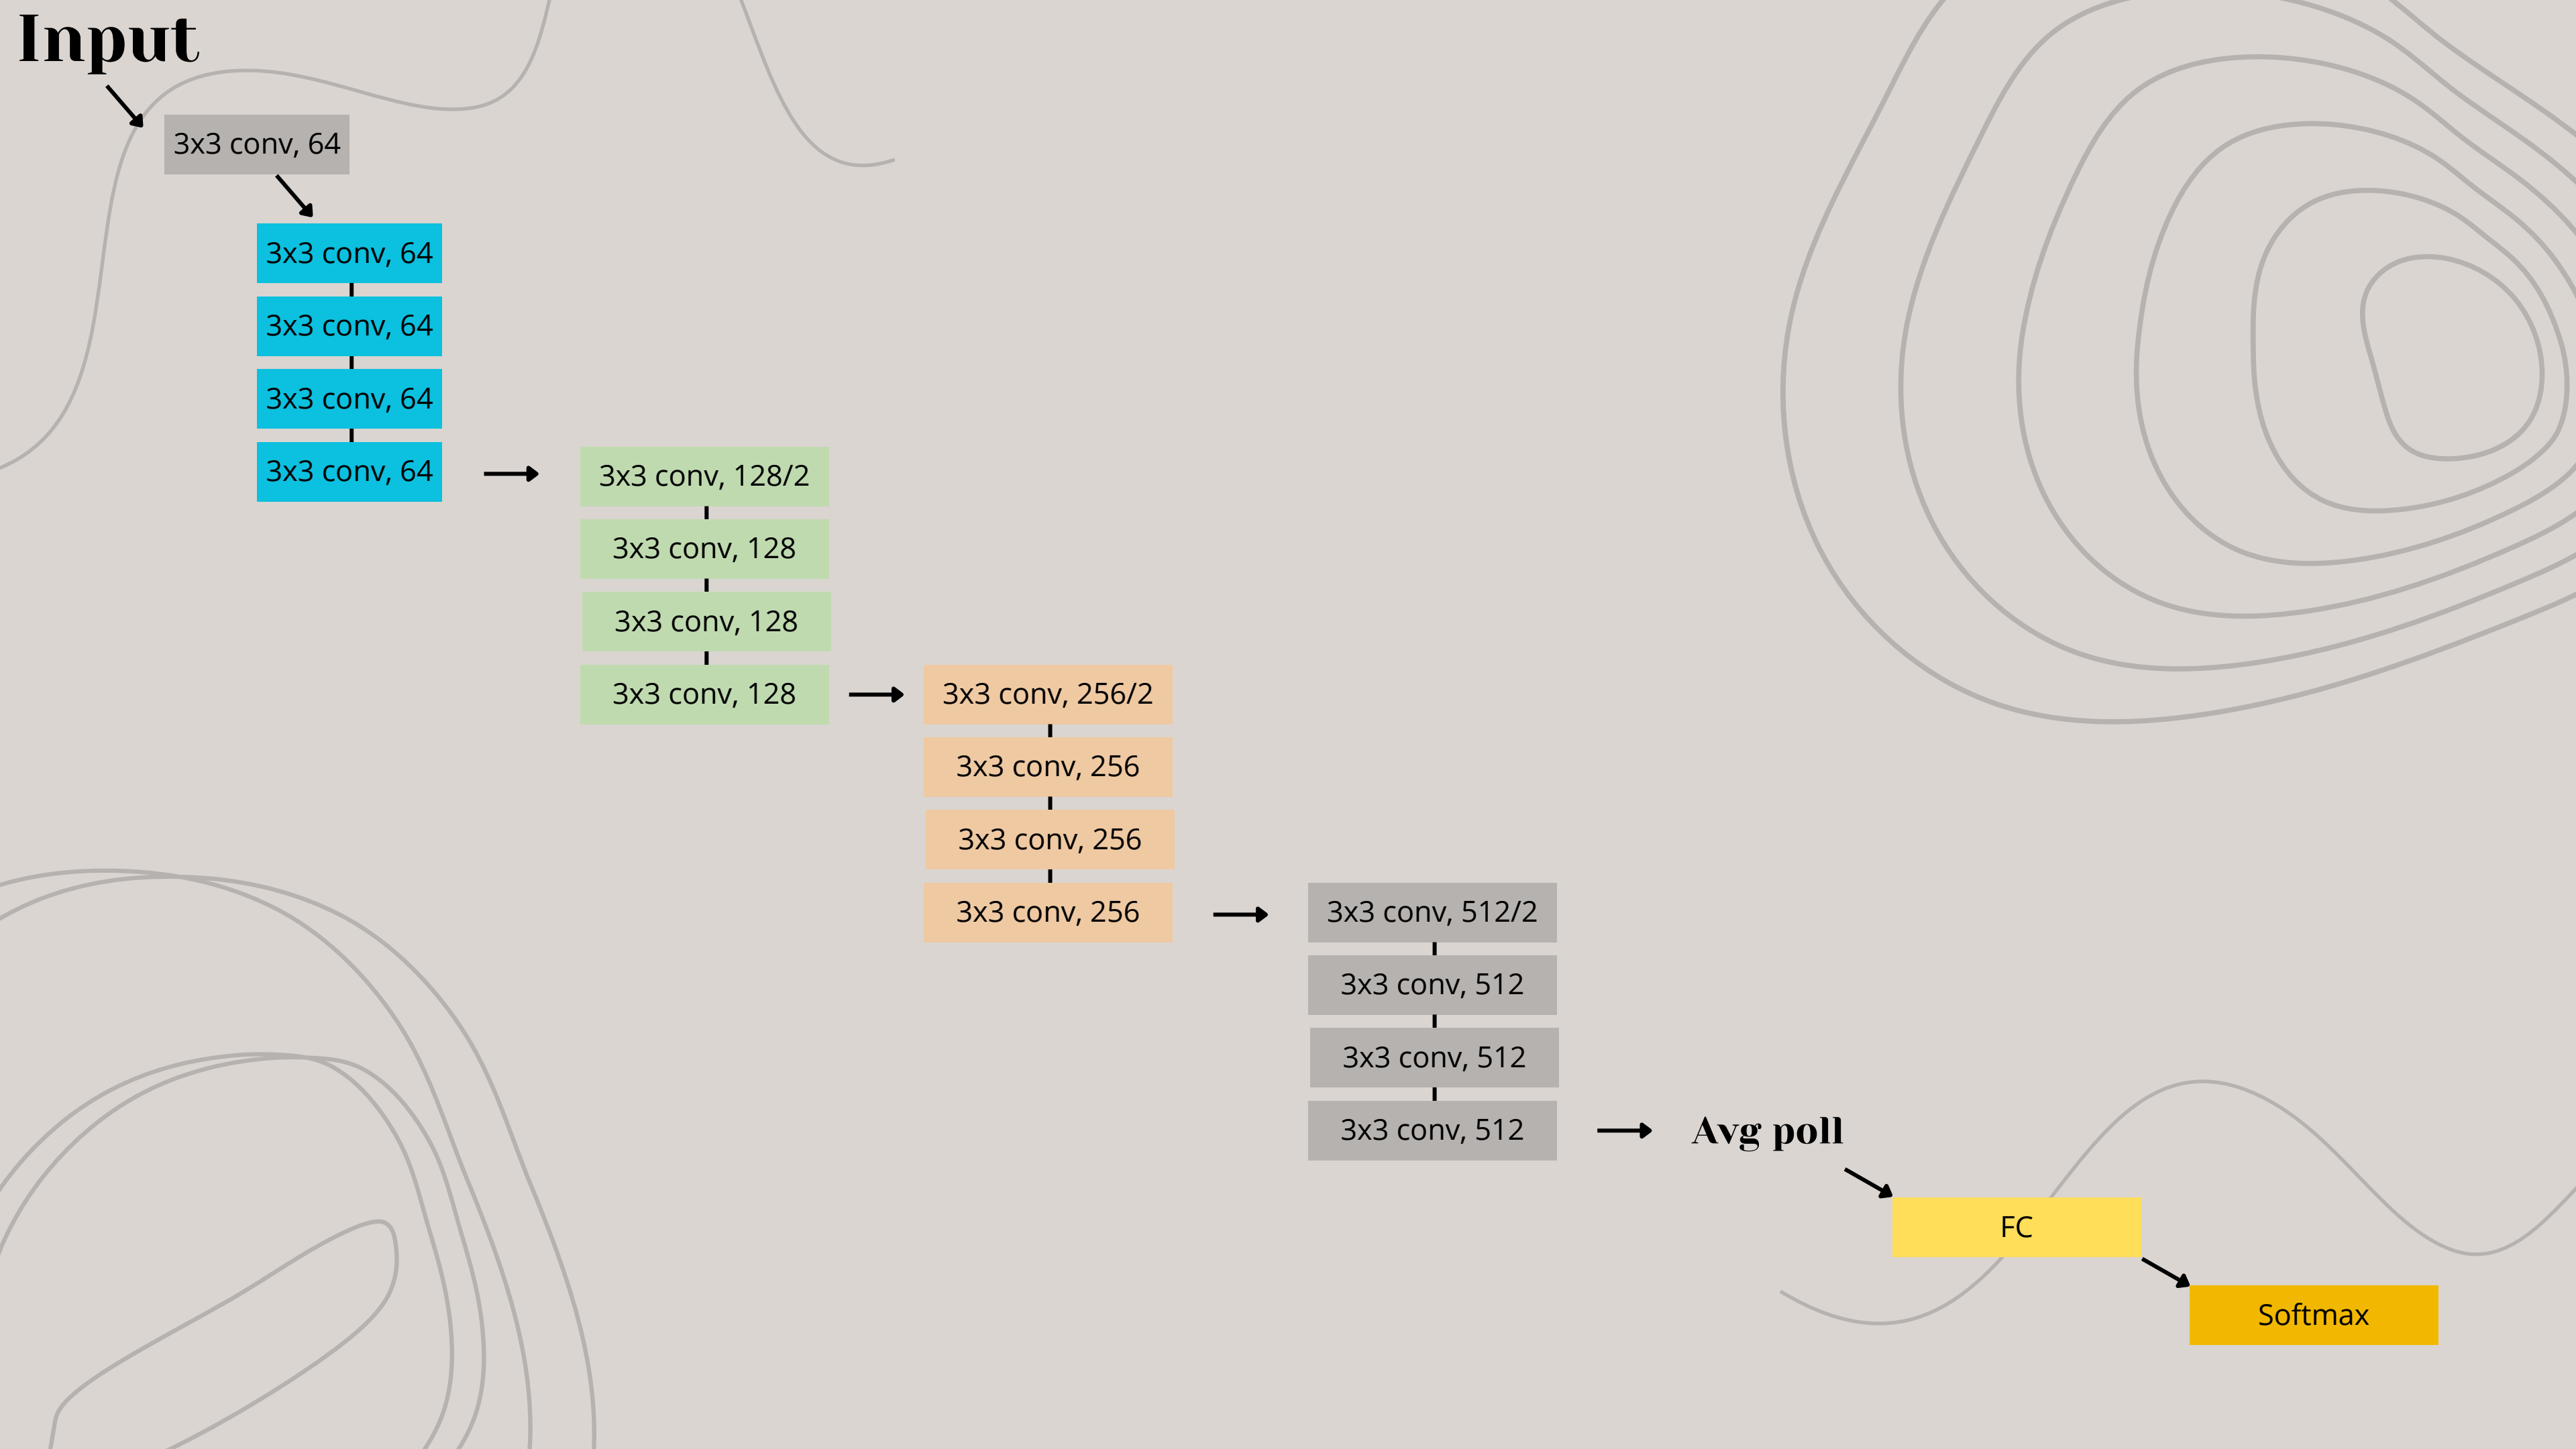 Input
3x3 conv, 64
3x3 conv, 64
3x3 conv, 64
3x3 conv, 64
3x3 conv, 64
3x3 conv, 128/2
3x3 conv, 128
3x3 conv, 128
3x3 conv, 128
3x3 conv, 256/2
3x3 conv, 256
3x3 conv, 256
3x3 conv, 256
3x3 conv, 512/2
3x3 conv, 512
3x3 conv, 512
3x3 conv, 512
Avg poll
FC
Softmax